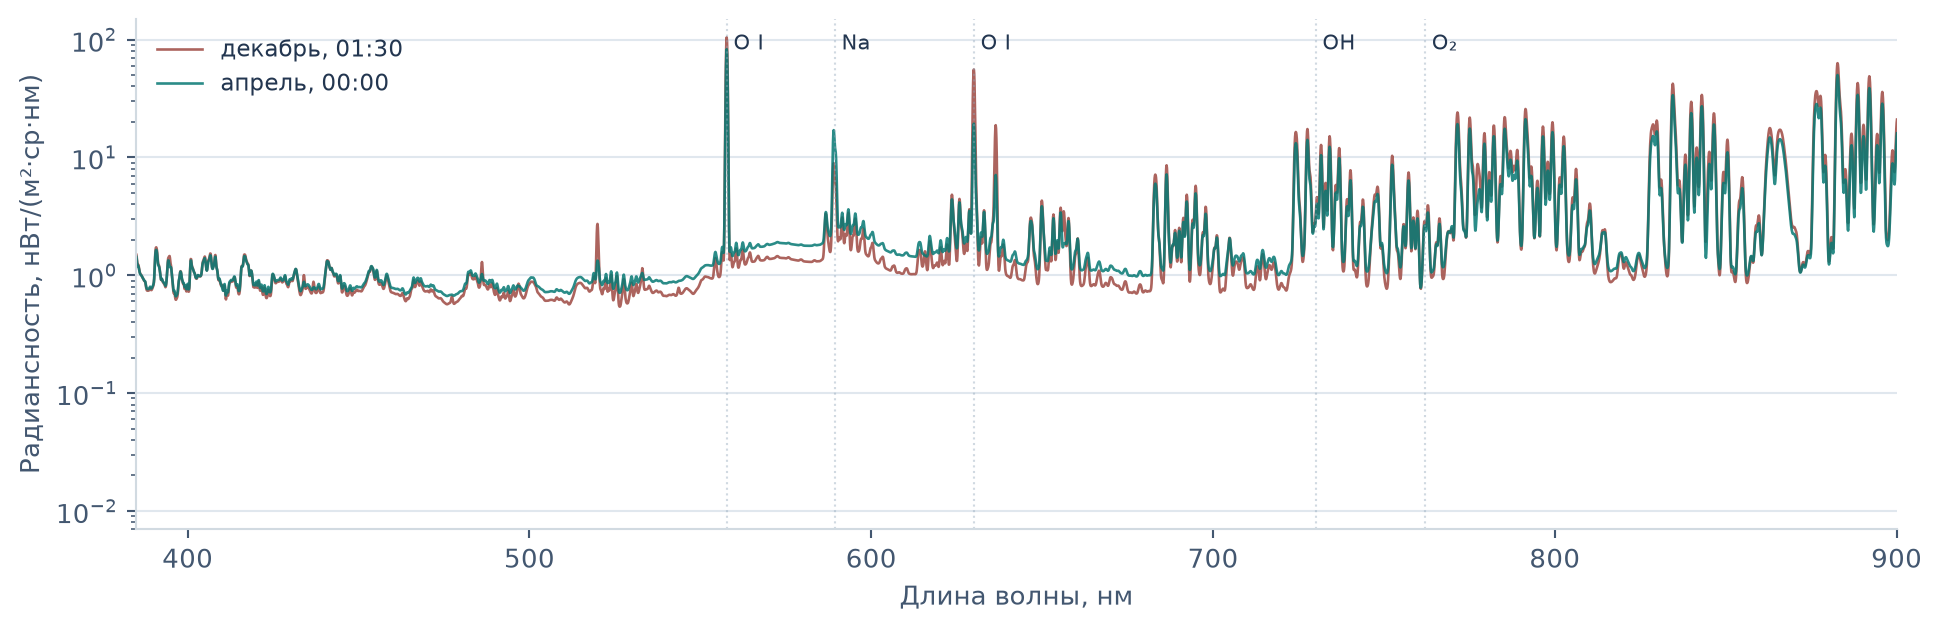 декабрь, 01:30
апрель, 00:00
O I
Na
O I
OH
O₂
10²
10¹
10⁰
10⁻¹
10⁻²
Радиансность, нВт/(м²·ср·нм)
400 500 600 700 800 900
Длина волны, нм